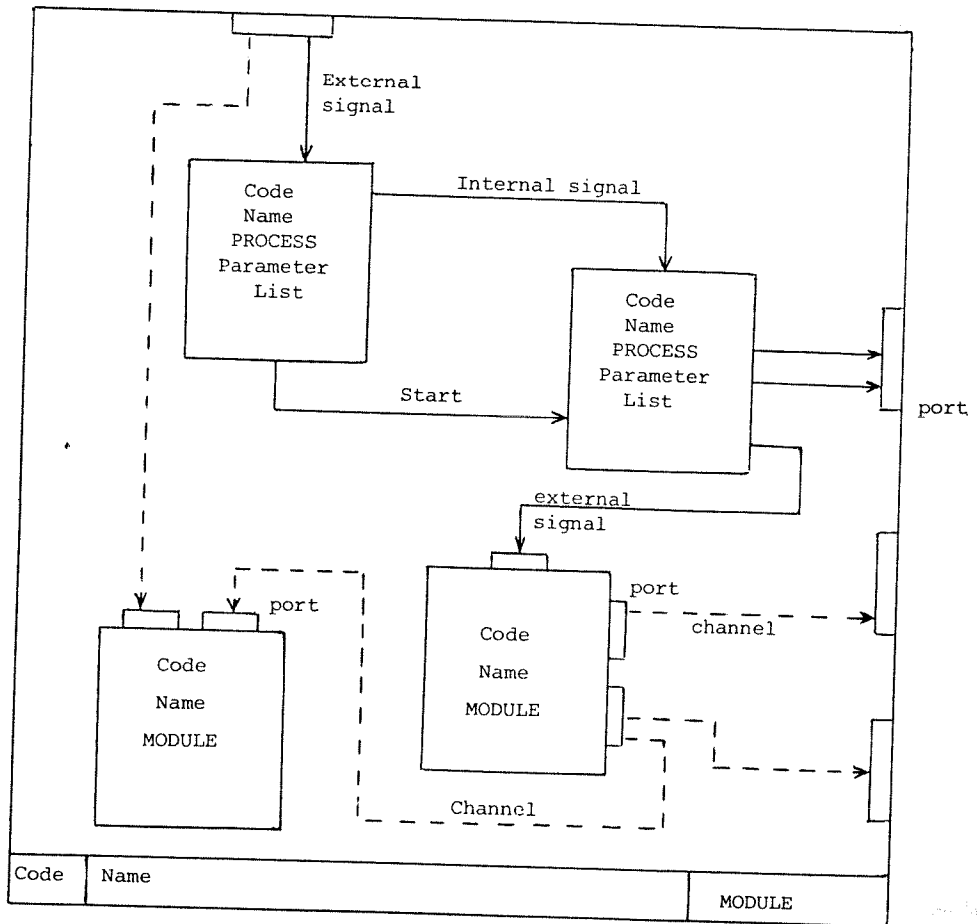 External
signal
Internal signal
Code
Name
PROCESS
Parameter
List
Code
Name
PROCESS
Parameter
List
Start
port
external
signal
port
port
channel
Code
Name
MODULE
Code
Name
MODULE
Channel
Code
Name
MODULE